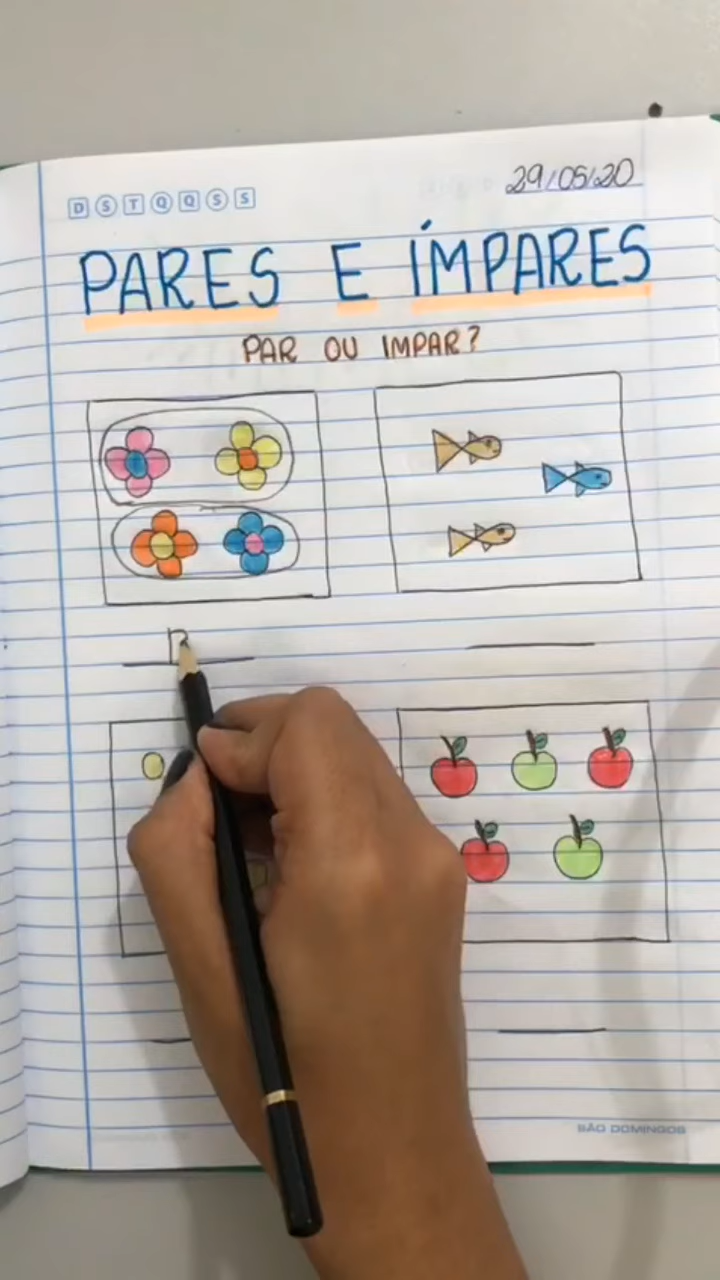 D S T Q Q S S
29/05/20
PARES E ÍMPARES
PAR OU IMPAR?
P
SÃO DOMINGOS